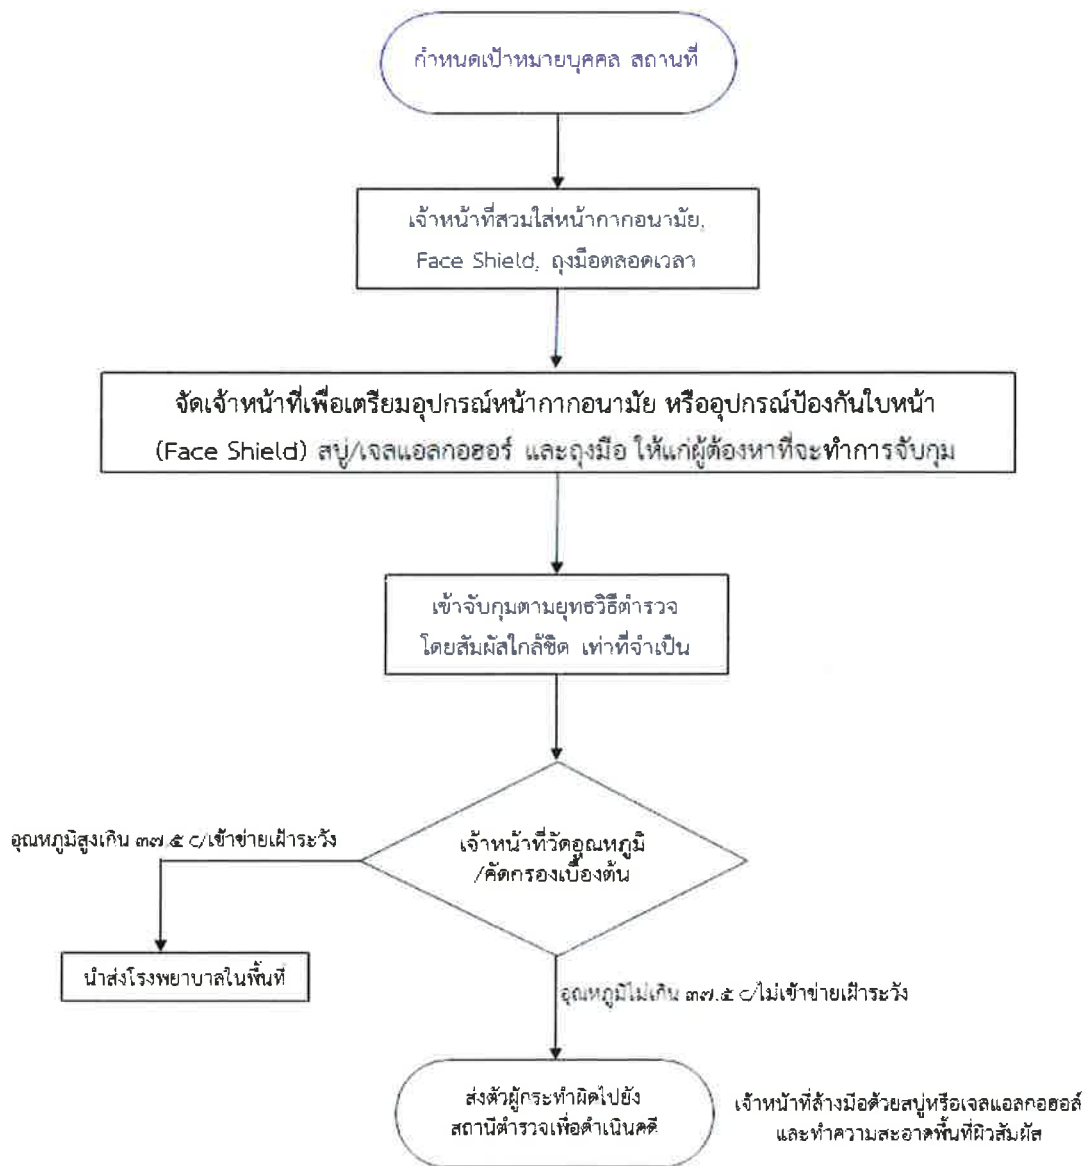 กำหนดเป้าหมายบุคคล สถานที่
เจ้าหน้าที่สวมใส่หน้ากากอนามัย,
Face Shield, ถุงมือตลอดเวลา
จัดเจ้าหน้าที่เพื่อเตรียมอุปกรณ์หน้ากากอนามัย หรืออุปกรณ์ป้องกันใบหน้า
(Face Shield) สบู่/เจลแอลกอฮอร์ และถุงมือ ให้แก่ผู้ต้องหาที่จะทำการจับกุม
เข้าจับกุมตามยุทธวิธีตำรวจ
โดยสัมผัสใกล้ชิด เท่าที่จำเป็น
อุณหภูมิสูงเกิน ๓๗.๕ c/เข้าข่ายเฝ้าระวัง
เจ้าหน้าที่วัดอุณหภูมิ
/คัดกรองเบื้องต้น
นำส่งโรงพยาบาลในพื้นที่
อุณหภูมิไม่เกิน ๓๗.๕ c/ไม่เข้าข่ายเฝ้าระวัง
ส่งตัวผู้กระทำผิดไปยัง
สถานีตำรวจเพื่อดำเนินคดี
เจ้าหน้าที่ล้างมือด้วยสบู่หรือเจลแอลกอฮอล์
และทำความสะอาดพื้นที่ผิวสัมผัส